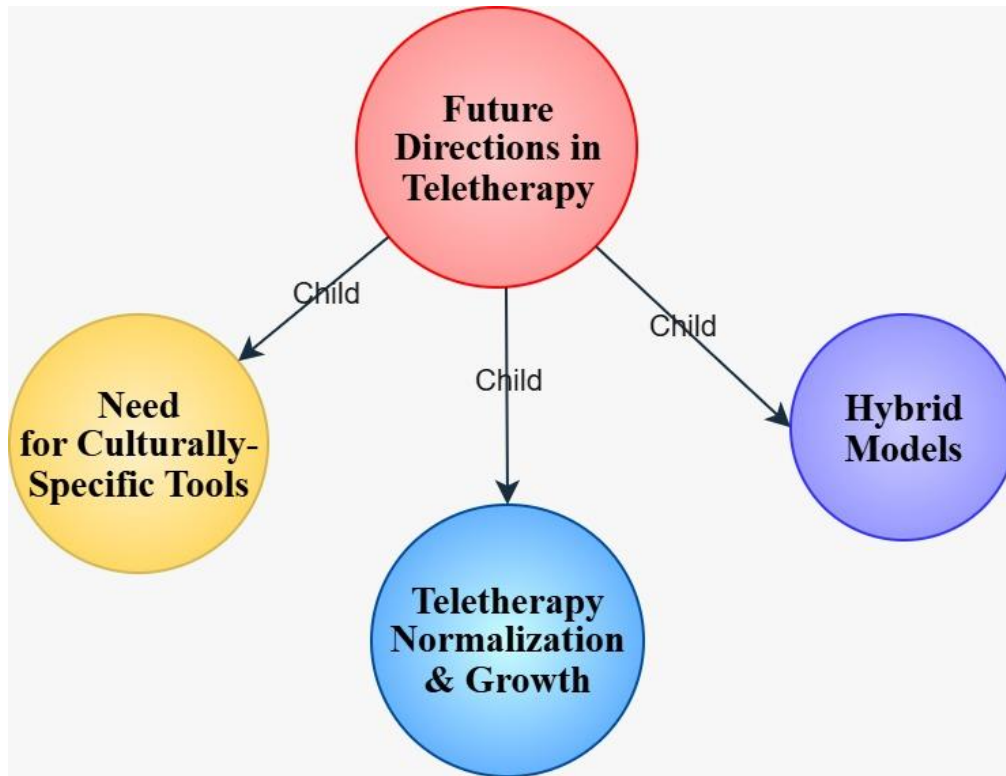 Future
Directions in
Teletherapy
Child
Child
Child
Need
for Culturally-
Specific Tools
Hybrid
Models
Teletherapy
Normalization
& Growth